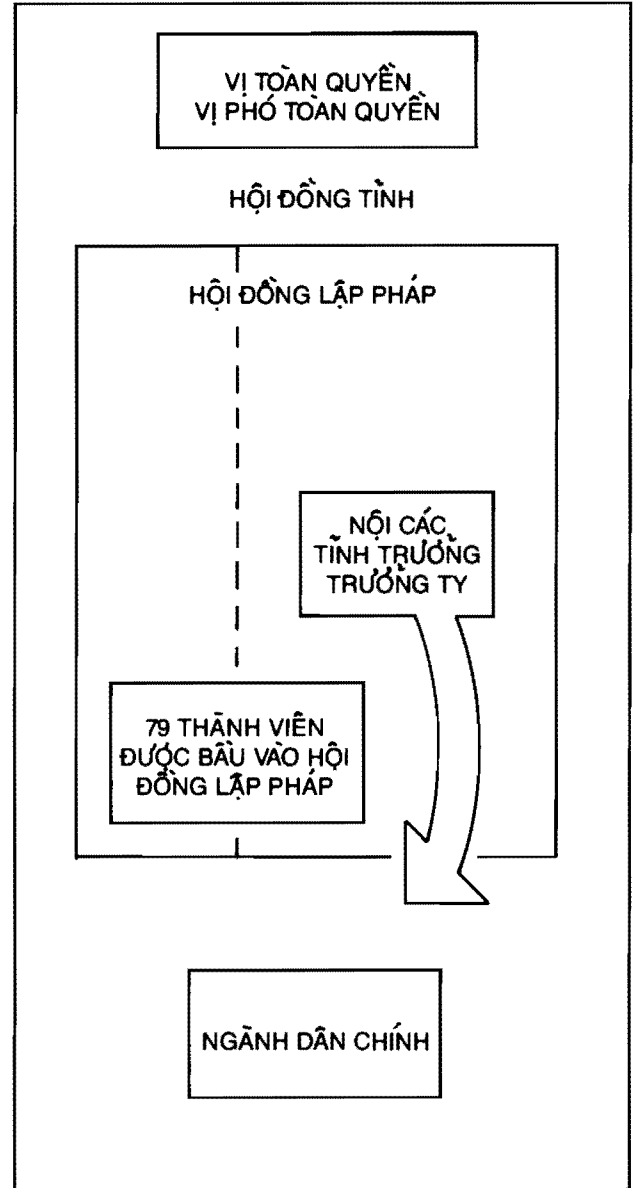 VỊ TOÀN QUYỀN
VỊ PHÓ TOÀN QUYỀN
HỘI ĐỒNG TỈNH
HỘI ĐỒNG LẬP PHÁP
NỘI CÁC
TỈNH TRƯỞNG
TRƯỞNG TY
79 THÀNH VIÊN
ĐƯỢC BẦU VÀO HỘI
ĐỒNG LẬP PHÁP
NGÀNH DÂN CHÍNH